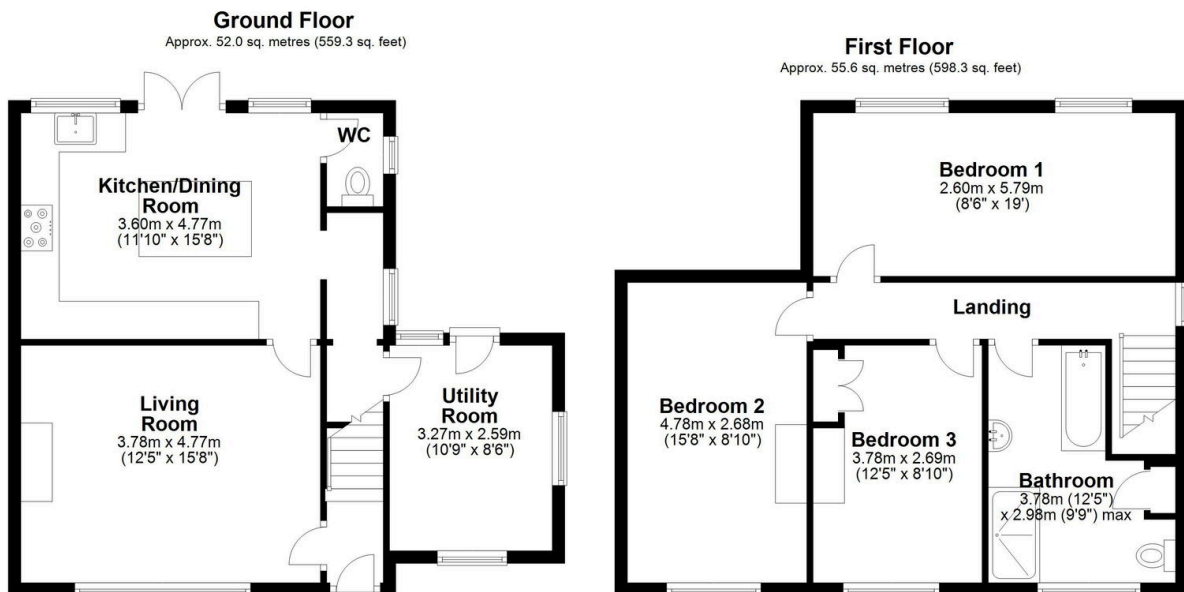 Ground Floor
Approx. 52.0 sq. metres (559.3 sq. feet)
WC
Kitchen/Dining
Room
3.60m x 4.77m
(11'10" x 15'8")
Living
Room
3.78m x 4.77m
(12'5" x 15'8")
Utility
Room
3.27m x 2.59m
(10'9" x 8'6")
First Floor
Approx. 55.6 sq. metres (598.3 sq. feet)
Bedroom 1
2.60m x 5.79m
(8'6" x 19')
Landing
Bedroom 2
4.78m x 2.68m
(15'8" x 8'10")
Bedroom 3
3.78m x 2.69m
(12'5" x 8'10")
Bathroom
3.78m (12'5")
x 2.98m (9'9") max